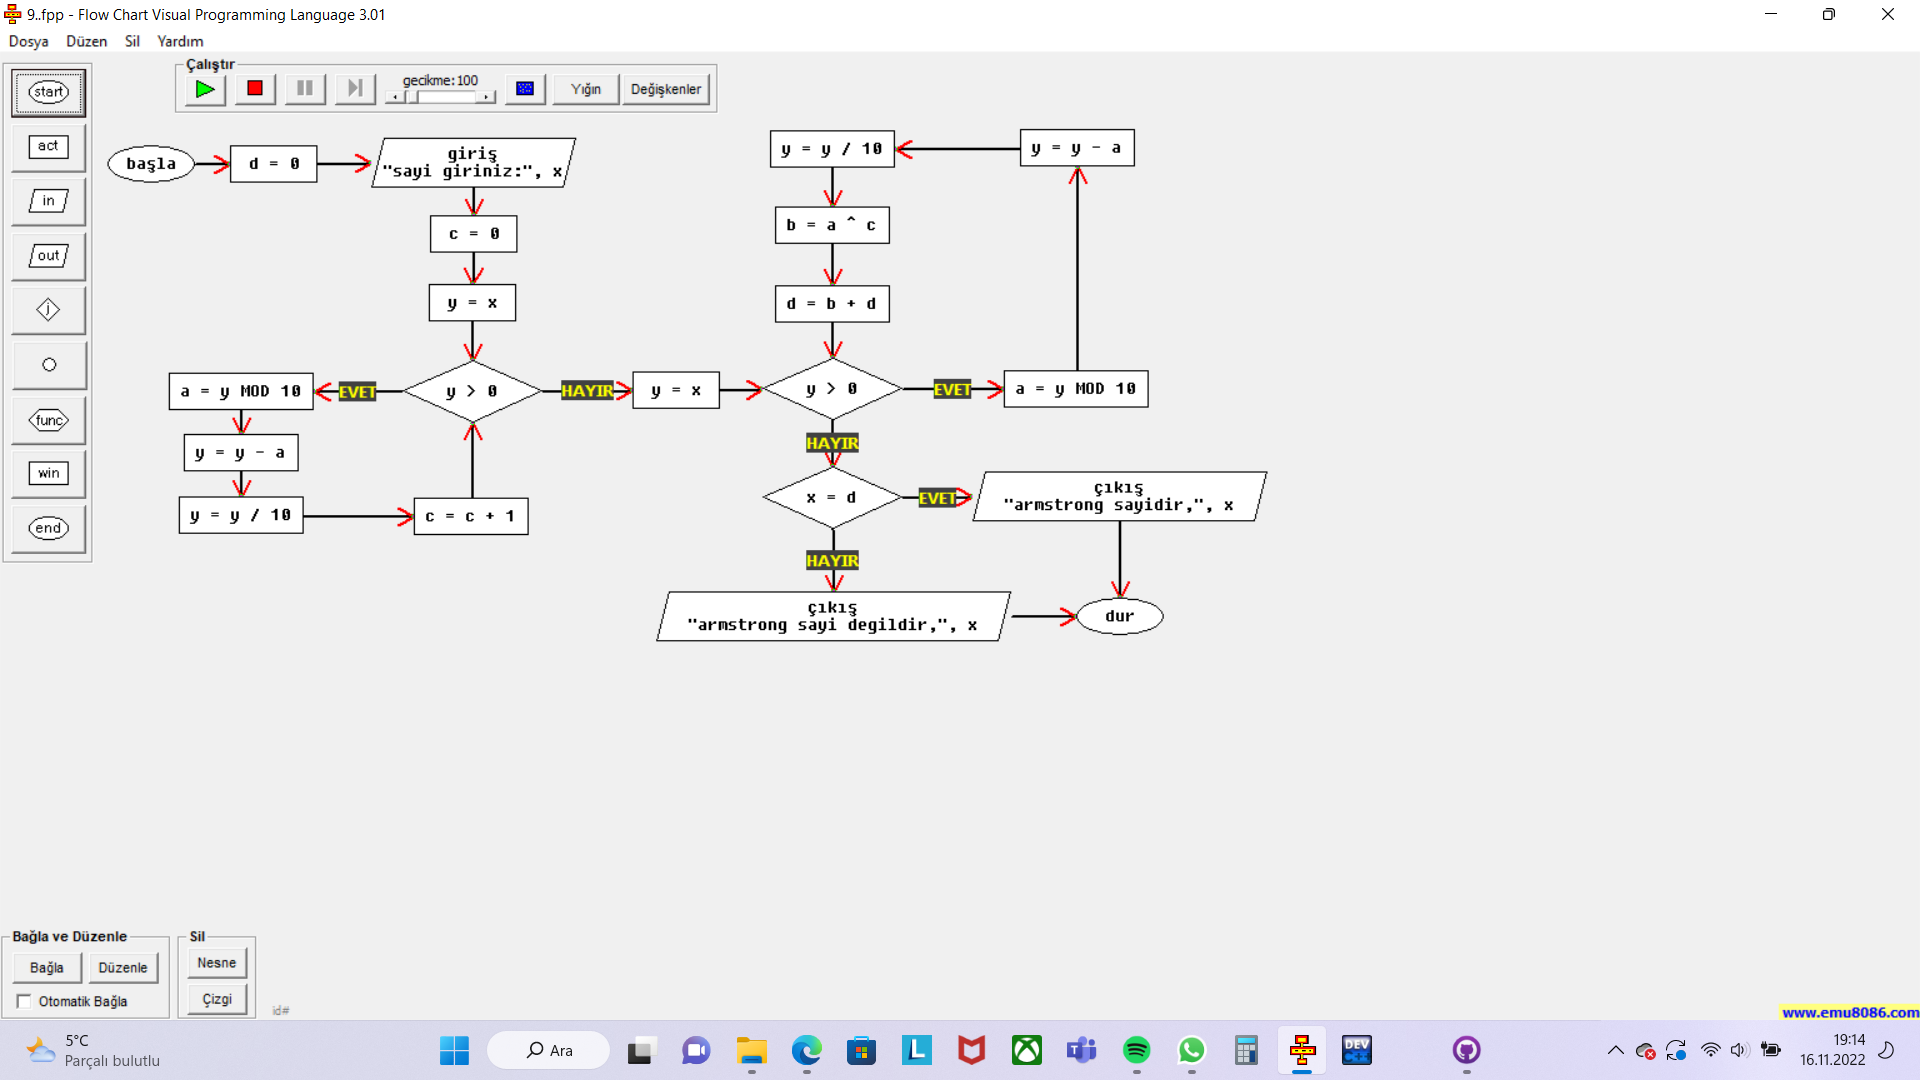 9..fpp - Flow Chart Visual Programming Language 3.01
Dosya Düzen Sil Yardım
Çalıştır
gecikme:100
Yığın
Değişkenler
start
act
in
out
j
func
win
end
başla
d = 0
giriş
"sayi giriniz:", x
c = 0
y = x
y > 0
EVET
a = y MOD 10
y = y - a
y = y / 10
c = c + 1
HAYIR
y = x
y > 0
EVET
a = y MOD 10
y = y - a
y = y / 10
b = a ^ c
d = b + d
HAYIR
x = d
EVET
çıkış
"armstrong sayidir,", x
HAYIR
çıkış
"armstrong sayi degildir,", x
dur
Bağla ve Düzenle
Bağla
Düzenle
Otomatik Bağla
Sil
Nesne
Çizgi
id#
www.emu8086.com
5°C
Parçalı bulutlu
Ara
L
DEV
C++
19:14
16.11.2022